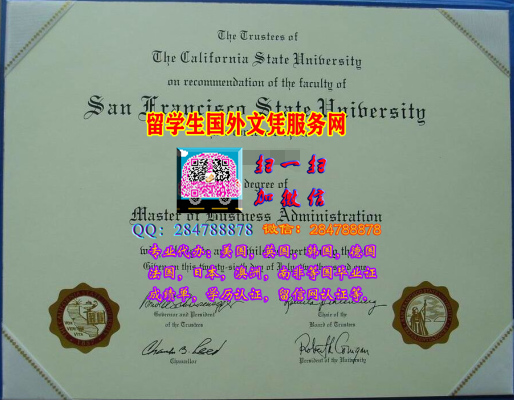 The Trustees of
The California State University
on recommendation of the faculty of
San Francisco State University
留学生国外文凭服务网
扫一扫
加微信
degree of
Master of Business Administration
QQ: 284788878 微信: 284788878
专业代办: 美国, 英国, 韩国, 德国
法国, 日本, 澳洲, 南非等国毕业证
成绩单, 学历认证, 留信网认证等.
Governor and President
of the Trustees
Chair of the
Board of Trustees
Chancellor
President of the University